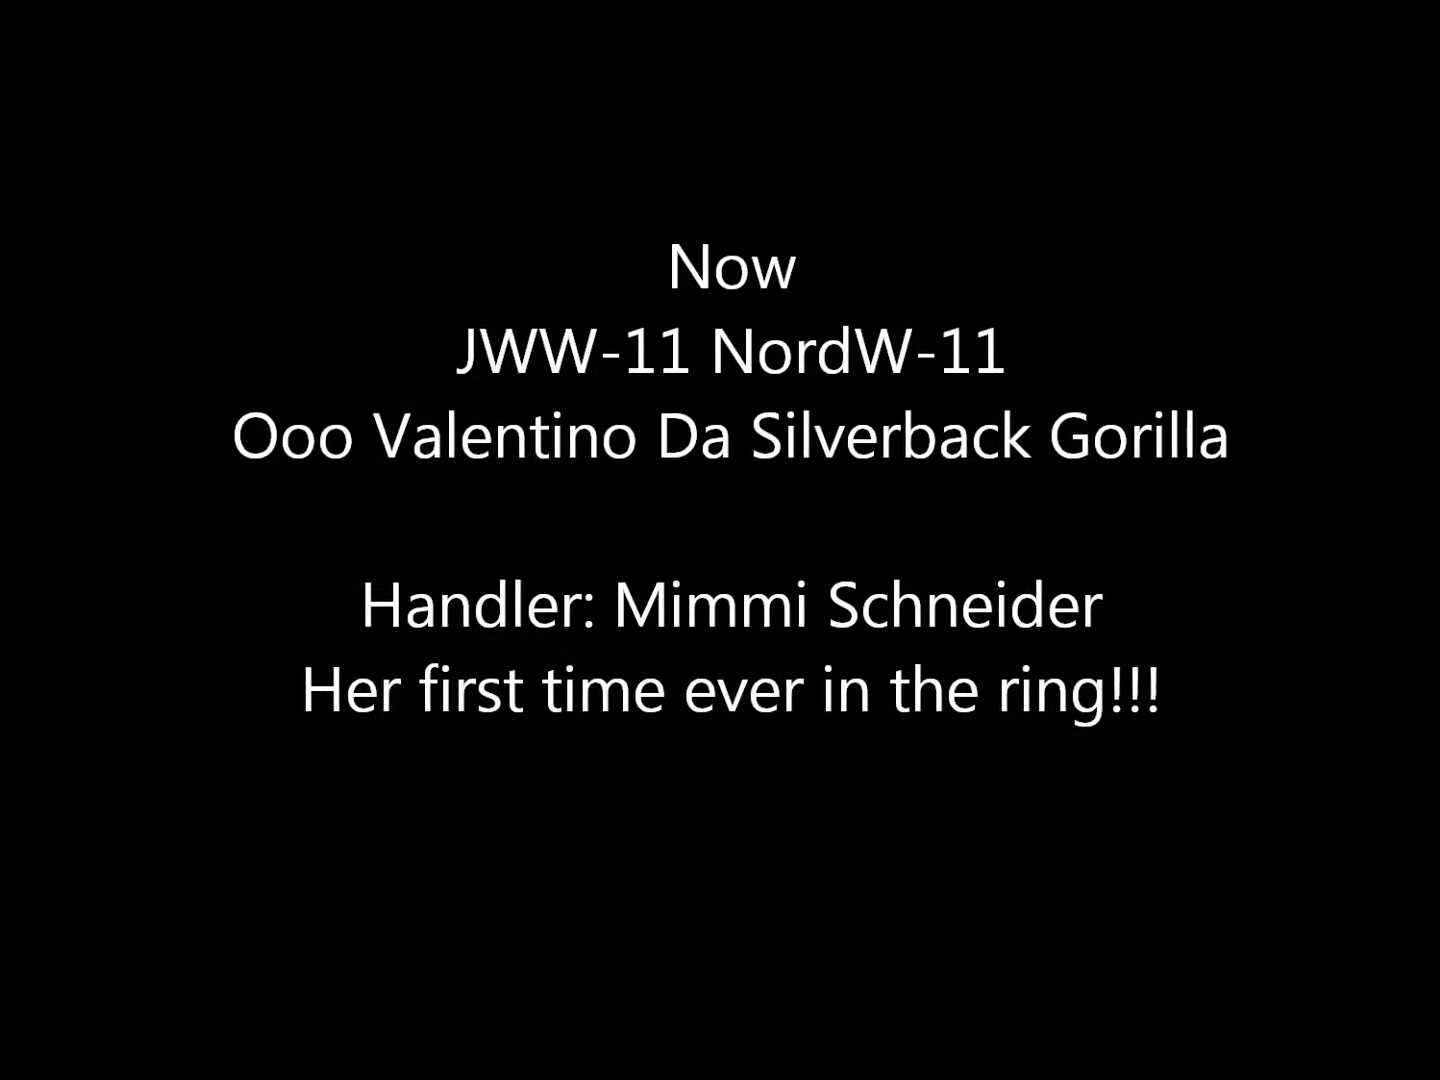 Now
JWW-11 NordW-11
Ooo Valentino Da Silverback Gorilla
Handler: Mimmi Schneider
Her first time ever in the ring!!!